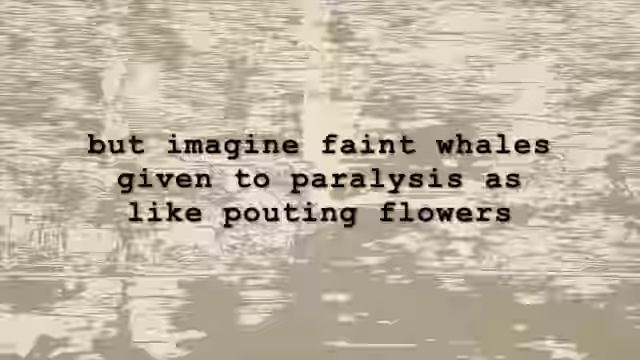 but imagine faint whales
given to paralysis as
like pouting flowers